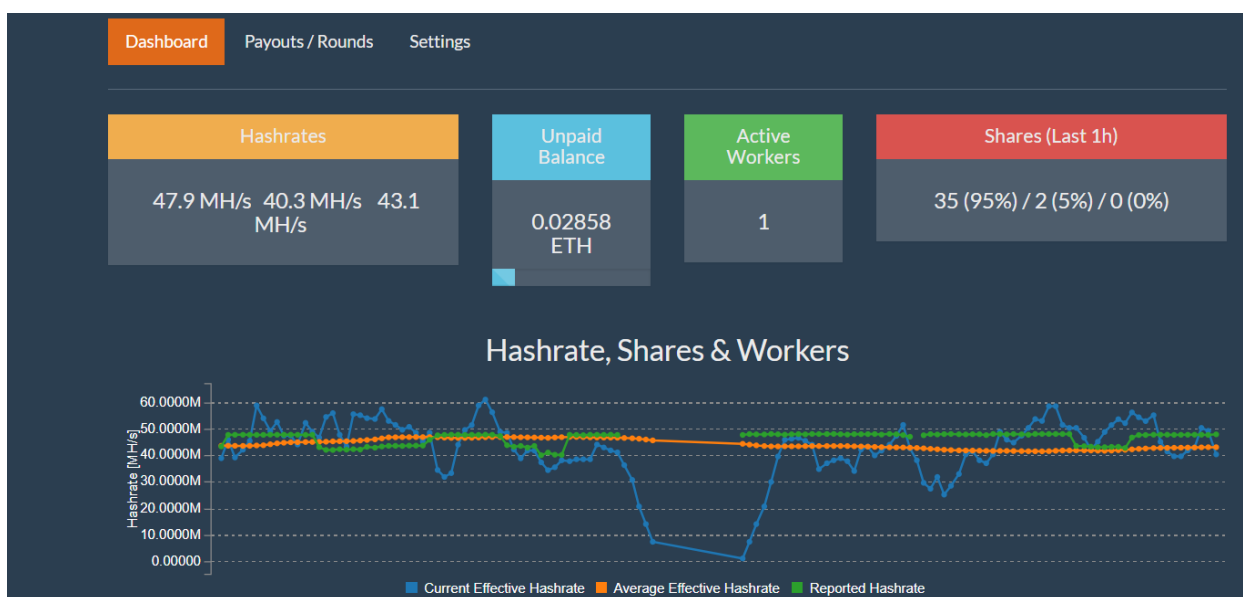 Dashboard Payouts / Rounds Settings
Hashrates
47.9 MH/s 40.3 MH/s 43.1
MH/s
Unpaid
Balance
0.02858
ETH
Active
Workers
1
Shares (Last 1h)
35 (95%) / 2 (5%) / 0 (0%)
Hashrate, Shares & Workers
Hashrate [MH/s]
60.0000M
50.0000M
40.0000M
30.0000M
20.0000M
10.0000M
0.00000
Current Effective Hashrate Average Effective Hashrate Reported Hashrate